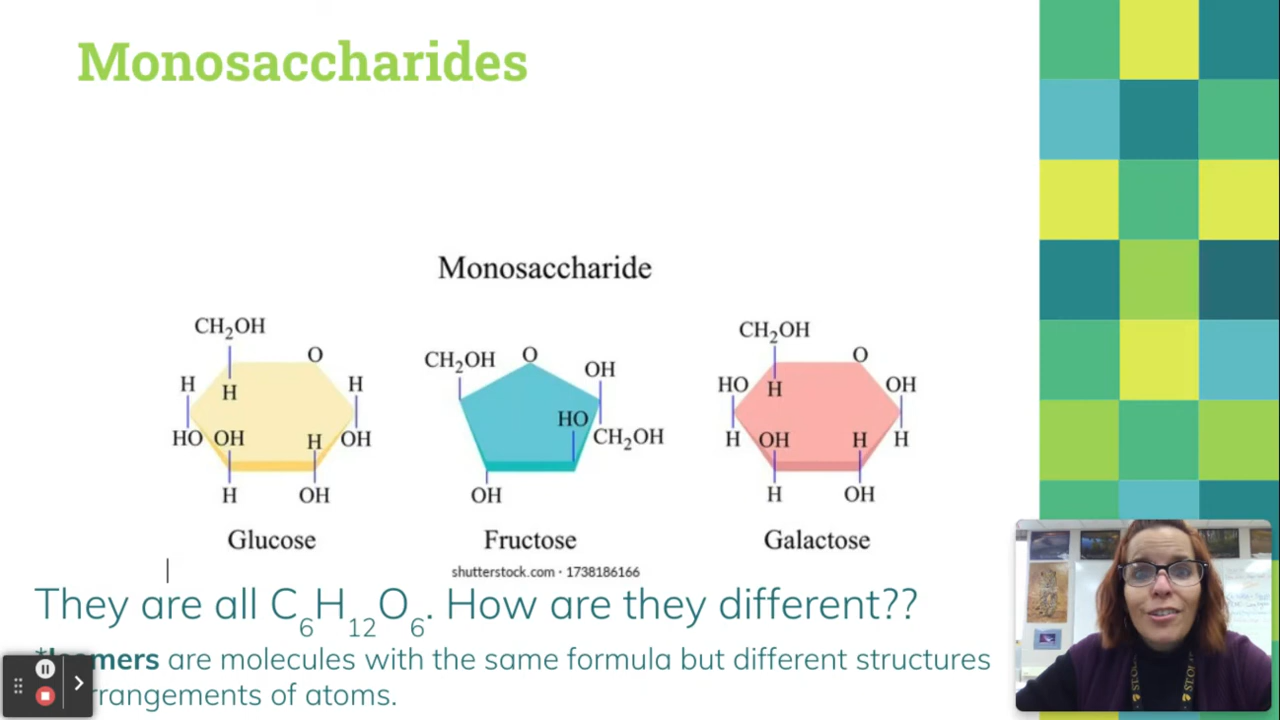 Monosaccharides
Monosaccharide
CH₂OH
O
H
H
H
HO
OH
H
OH
H
OH
Glucose
CH₂OH
O
OH
HO
CH₂OH
OH
Fructose
CH₂OH
O
HO
H
OH
H
OH
H
H
H
OH
Galactose
shutterstock.com · 1738186166
They are all C₆H₁₂O₆. How are they different??
are molecules with the same formula but different structures
of atoms.